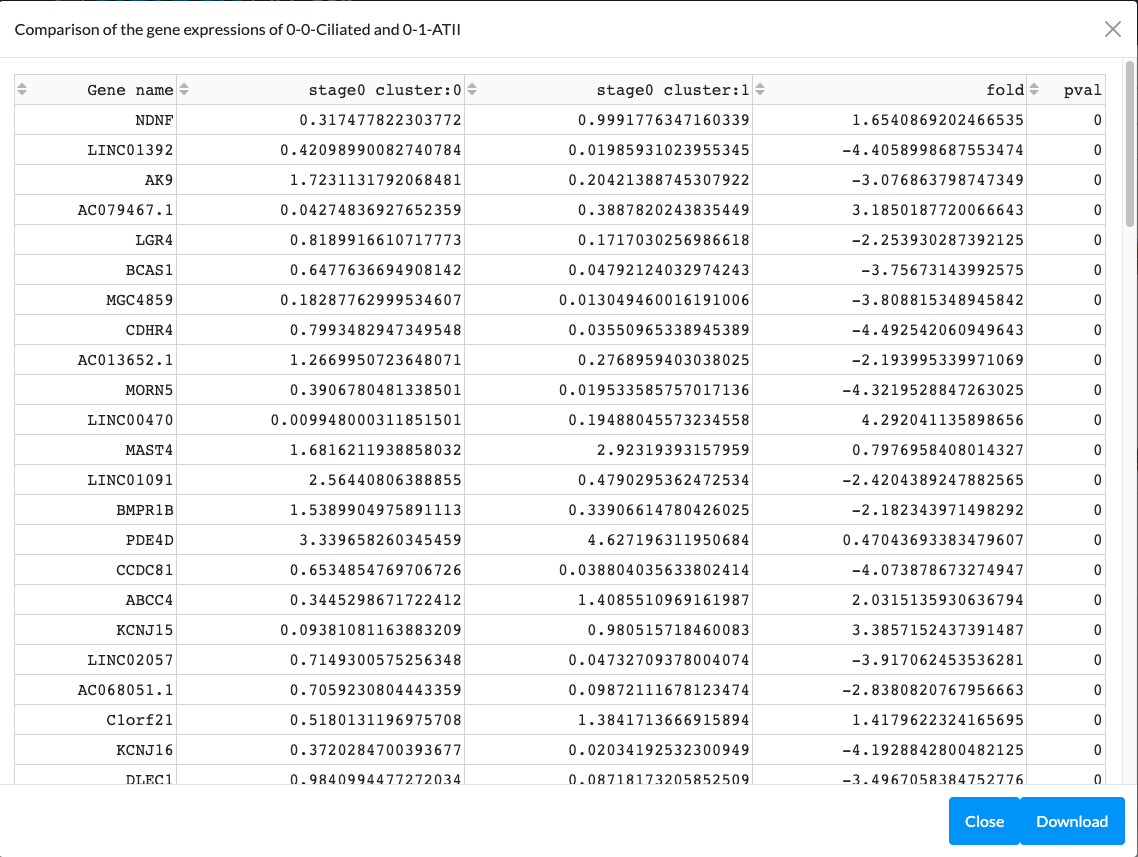 Comparison of the gene expressions of 0-0-Ciliated and 0-1-ATII
Gene name stage0 cluster:0 stage0 cluster:1 fold pval
NDNF 0.317477822303772 0.9991776347160339 1.6540869202466535 0
LINC01392 0.42098990082740784 0.01985931023955345 -4.4058998687553474 0
AK9 1.7231131792068481 0.20421388745307922 -3.076863798747349 0
AC079467.1 0.04274836927652359 0.3887820243835449 3.1850187720066643 0
LGR4 0.8189916610717773 0.1717030256986618 -2.253930287392125 0
BCAS1 0.6477636694908142 0.04792124032974243 -3.75673143992575 0
MGC4859 0.18287762999534607 0.013049460016191006 -3.808815348945842 0
CDHR4 0.7993482947349548 0.03550965338945389 -4.492542060949643 0
AC013652.1 1.2669950723648071 0.2768959403038025 -2.193995339971069 0
MORN5 0.3906780481338501 0.019533585757017136 -4.3219528847263025 0
LINC00470 0.009948000311851501 0.19488045573234558 4.292041135898656 0
MAST4 1.6816211938858032 2.92319393157959 0.7976958408014327 0
LINC01091 2.56440806388855 0.4790295362472534 -2.4204389247882565 0
BMPR1B 1.5389904975891113 0.33906614780426025 -2.182343971498292 0
PDE4D 3.339658260345459 4.627196311950684 0.47043693383479607 0
CCDC81 0.6534854769706726 0.038804035633802414 -4.073878673274947 0
ABCC4 0.3445298671722412 1.4085510969161987 2.0315135930636794 0
KCNJ15 0.09381081163883209 0.980515718460083 3.3857152437391487 0
LINC02057 0.7149300575256348 0.04732709378004074 -3.917062453536281 0
AC068051.1 0.7059230804443359 0.09872111678123474 -2.8380820767956663 0
C1orf21 0.5180131196975708 1.3841713666915894 1.4179622324165695 0
KCNJ16 0.3720284700393677 0.02034192532300949 -4.1928842800482125 0
DLEC1 0.9840994477272034 0.08718173205852509 -3.4967058384752776 0
Close Download